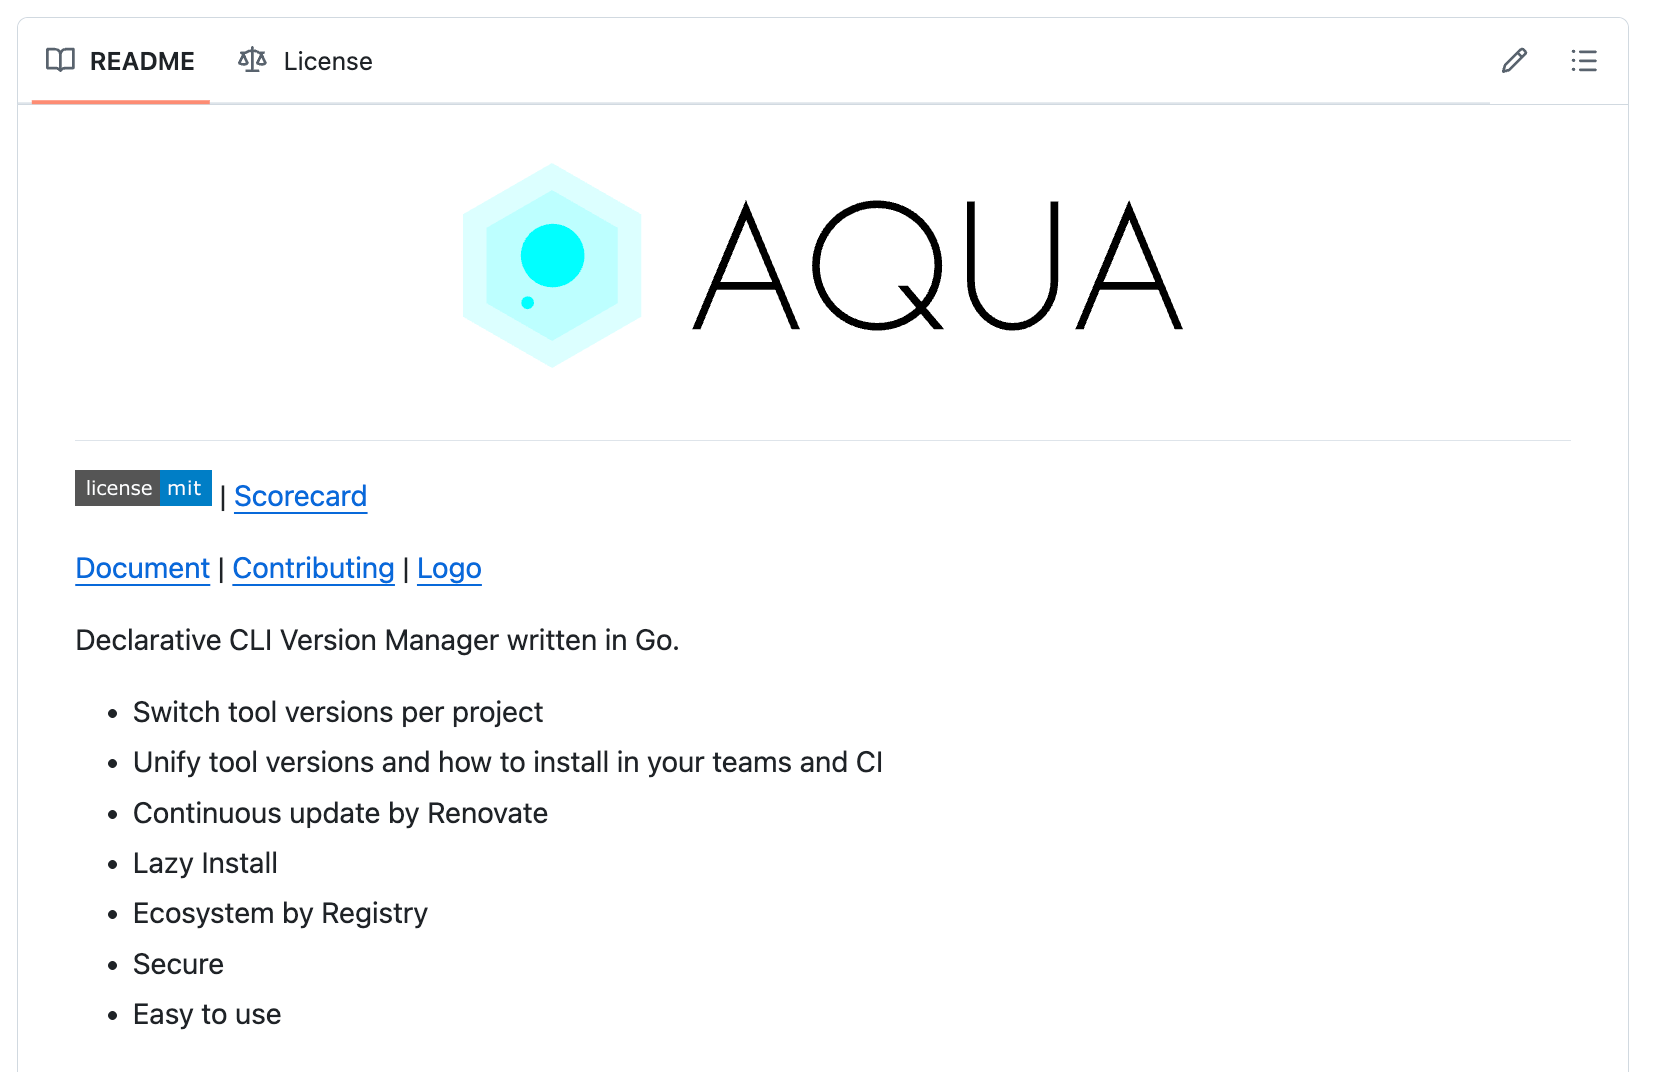 README License
AQUA
license mit | Scorecard
Document | Contributing | Logo
Declarative CLI Version Manager written in Go.
• Switch tool versions per project
• Unify tool versions and how to install in your teams and CI
• Continuous update by Renovate
• Lazy Install
• Ecosystem by Registry
• Secure
• Easy to use